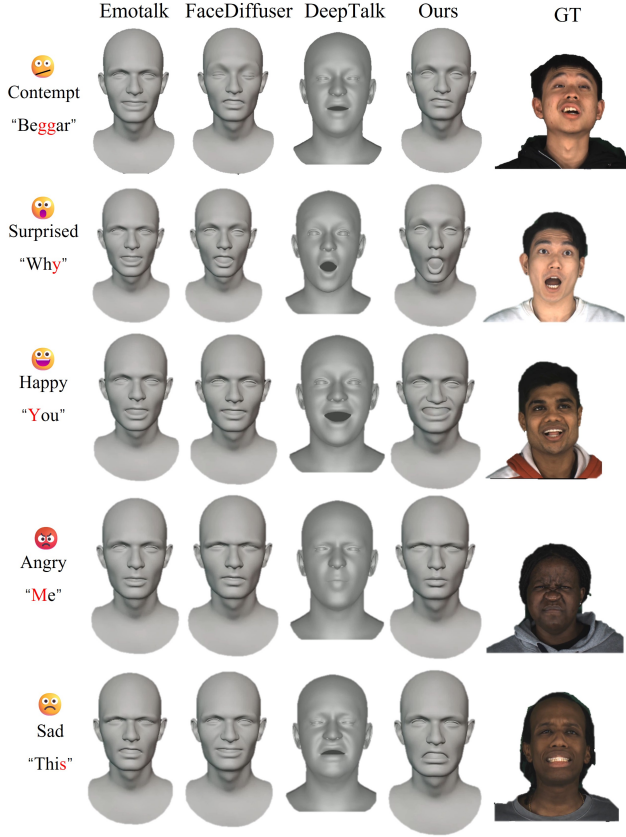 Emotalk FaceDiffuser DeepTalk Ours GT
Contempt
“Beggar”
Surprised
“Why”
Happy
“You”
Angry
“Me”
Sad
“This”